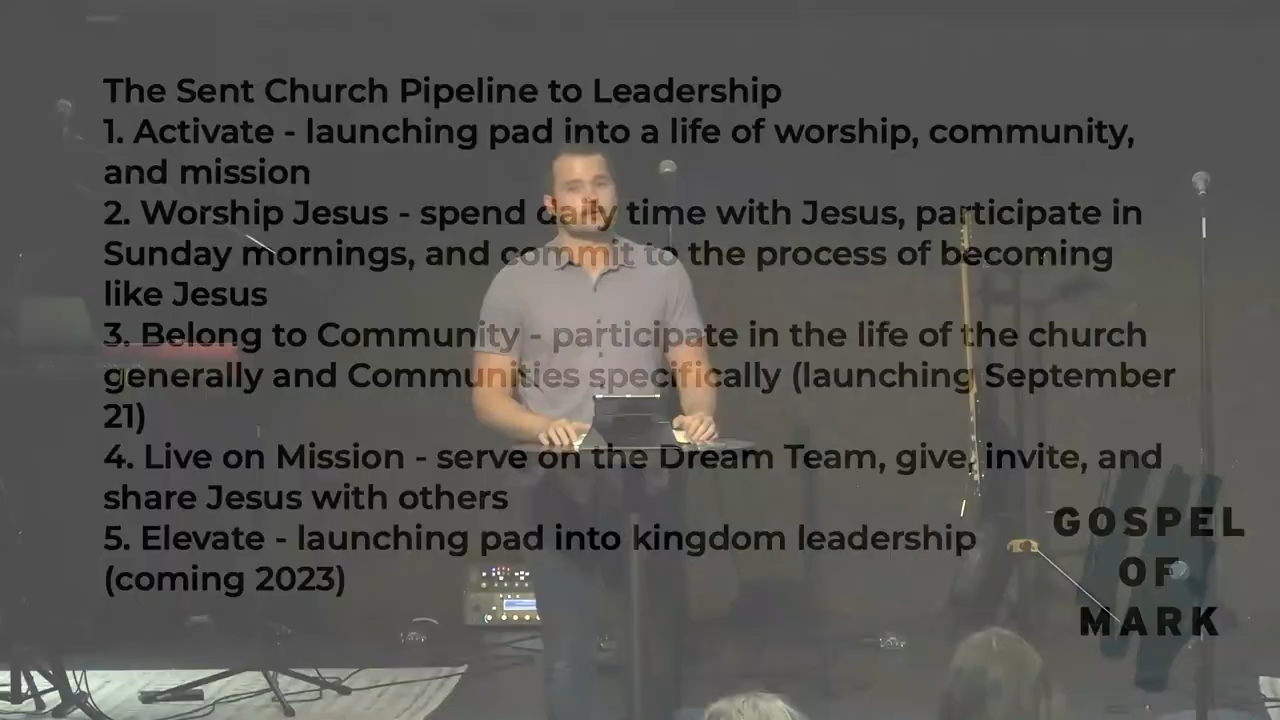 The Sent Church Pipeline to Leadership
1. Activate - launching pad into a life of worship, community,
and mission
2. Worship Jesus - spend daily time with Jesus, participate in
Sunday mornings, and commit to the process of becoming
like Jesus
3. Belong to Community - participate in the life of the church
generally and Communities specifically (launching September
21)
4. Live on Mission - serve on the Dream Team, give, invite, and
share Jesus with others
5. Elevate - launching pad into kingdom leadership
(coming 2023)
GOSPEL
OF
MARK